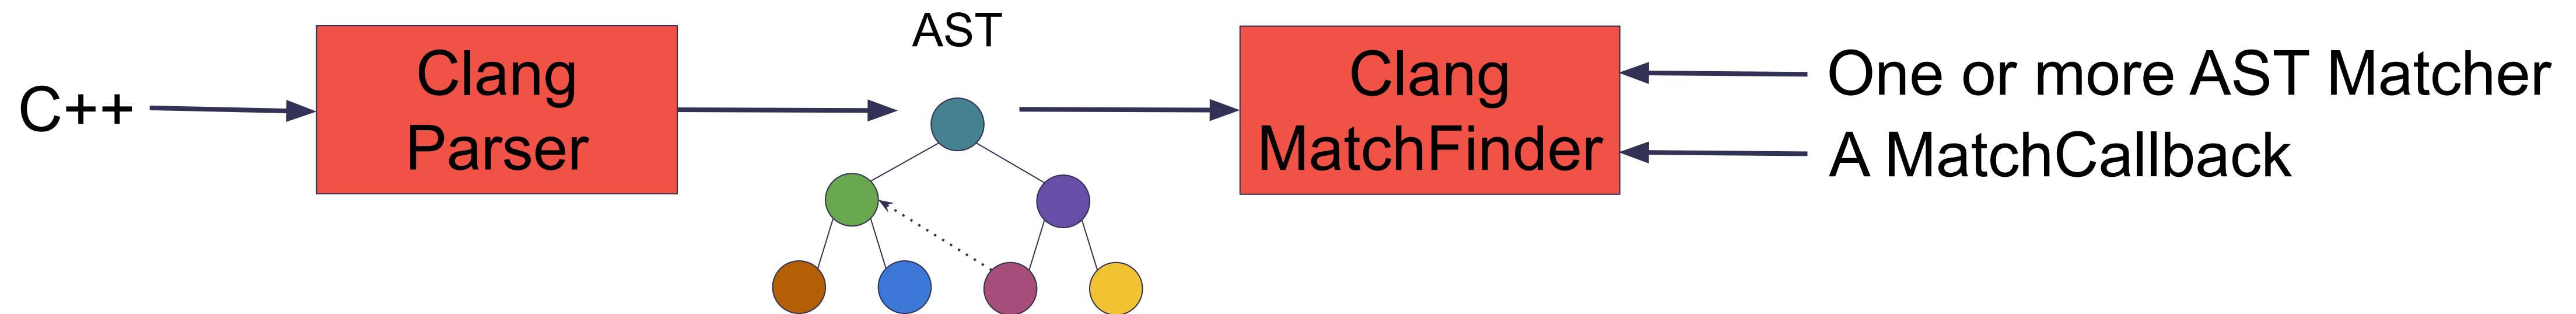 C++
Clang
Parser
AST
Clang
MatchFinder
One or more AST Matcher
A MatchCallback